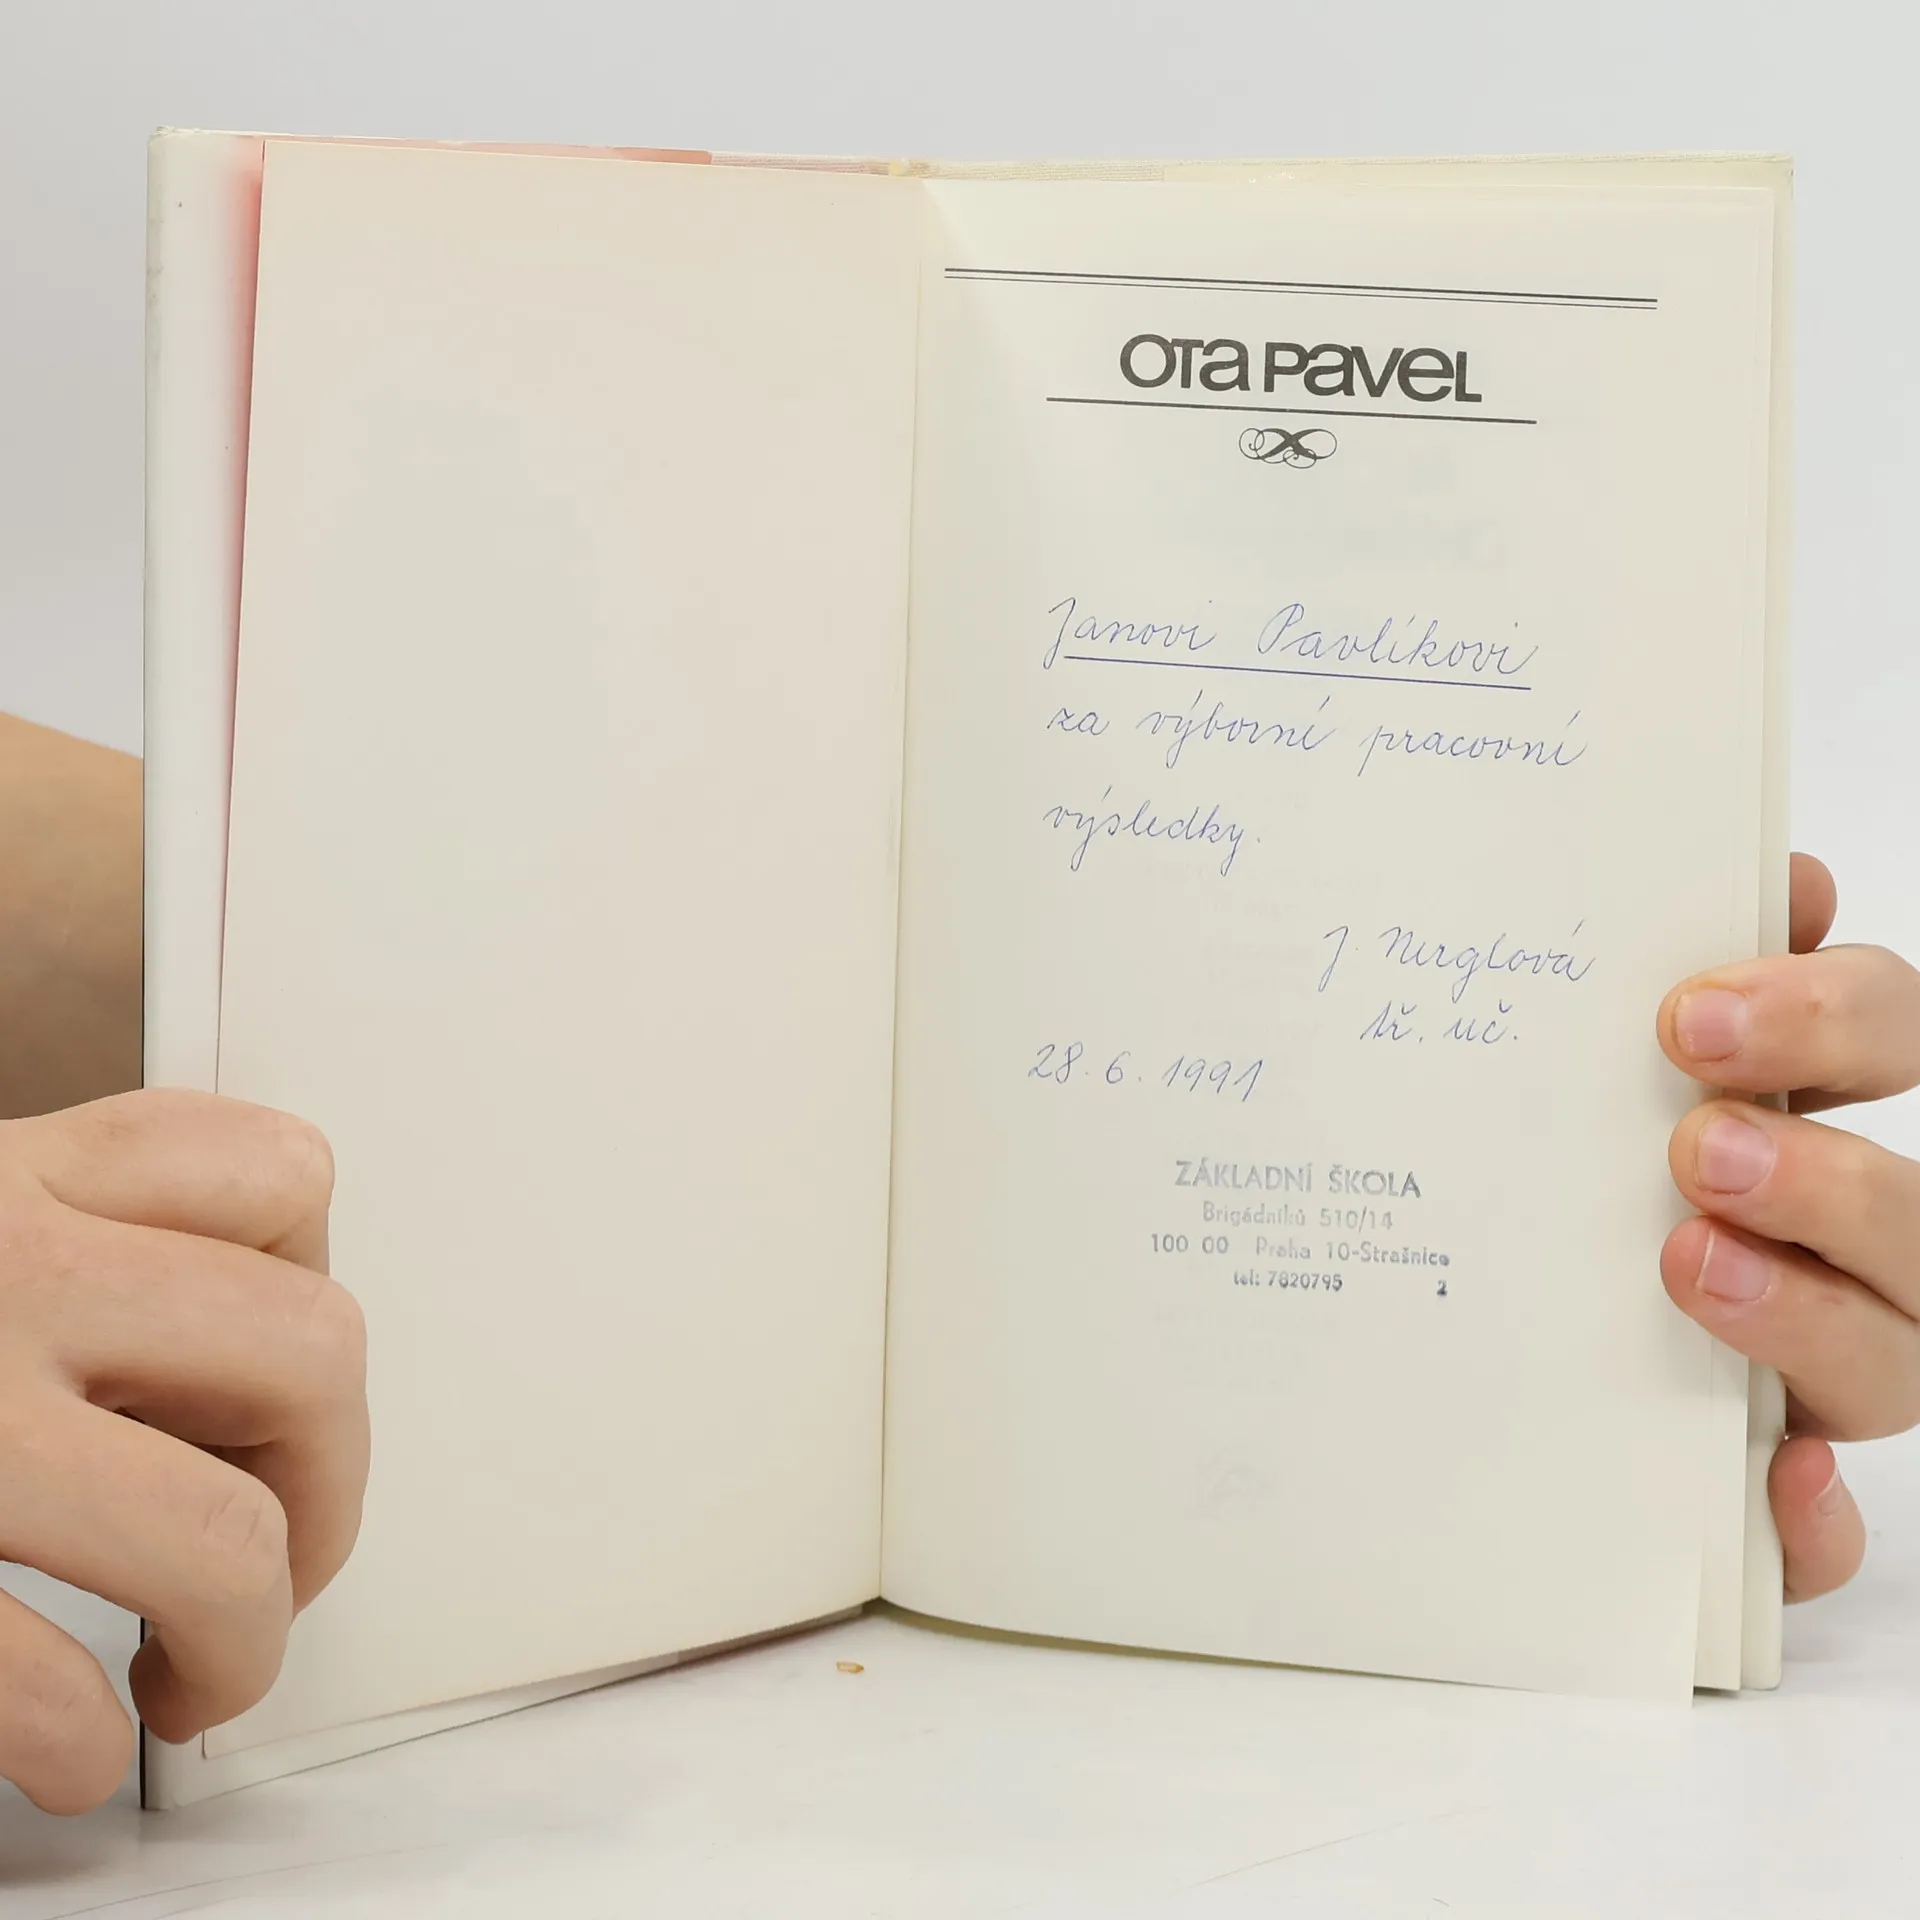 OTA PAVEL
Janovi Pavlíkovi
za výborné pracovní
výsledky.
J. Nerglová
tř. uč.
28. 6. 1991
ZÁKLADNÍ ŠKOLA
Brigádníků 510/14
100 00 Praha 10-Strašnice
tel: 7820795 2